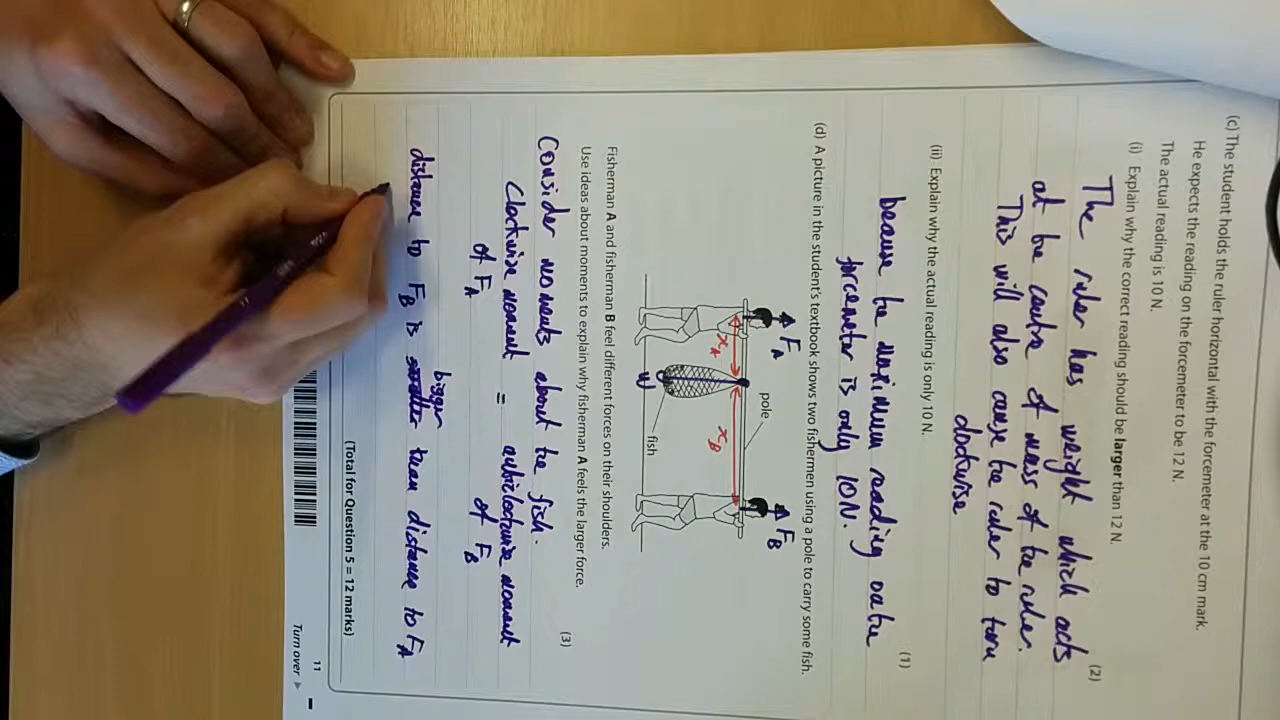 (c) The student holds the ruler horizontal with the forcemeter at the 10 cm mark.
He expects the reading on the forcemeter to be 12 N.
The actual reading is 10 N.
(i) Explain why the correct reading should be larger than 12 N.
(2)
The ruler has weight which acts
at the centre of mass of the ruler.
This will also cause the ruler to turn
clockwise
(ii) Explain why the actual reading is only 10 N.
(1)
because the maximum reading on the
forcemeter is only 10N.
(d) A picture in the student's textbook shows two fishermen using a pole to carry some fish.
F_A
F_B
pole
x_A
x_B
W
fish
Fisherman A and fisherman B feel different forces on their shoulders.
Use ideas about moments to explain why fisherman A feels the larger force.
(3)
Consider moments about the fish.
Clockwise moment = anticlockwise moment
of F_A of F_B
bigger
distance to F_B is smaller than distance to F_A
(Total for Question 5 = 12 marks)
11
Turn over